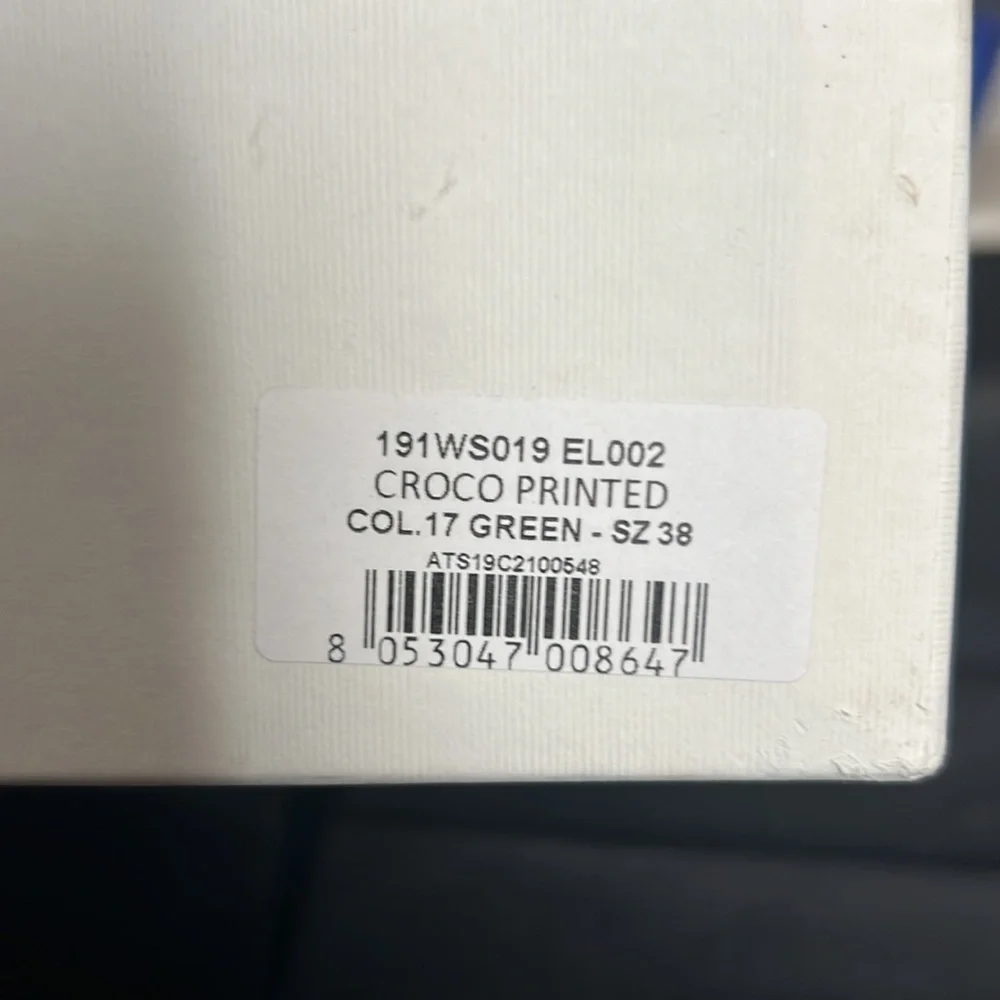 191WS019 EL002
CROCO PRINTED
COL.17 GREEN - SZ 38
ATS19C2100548
8 053047 008647